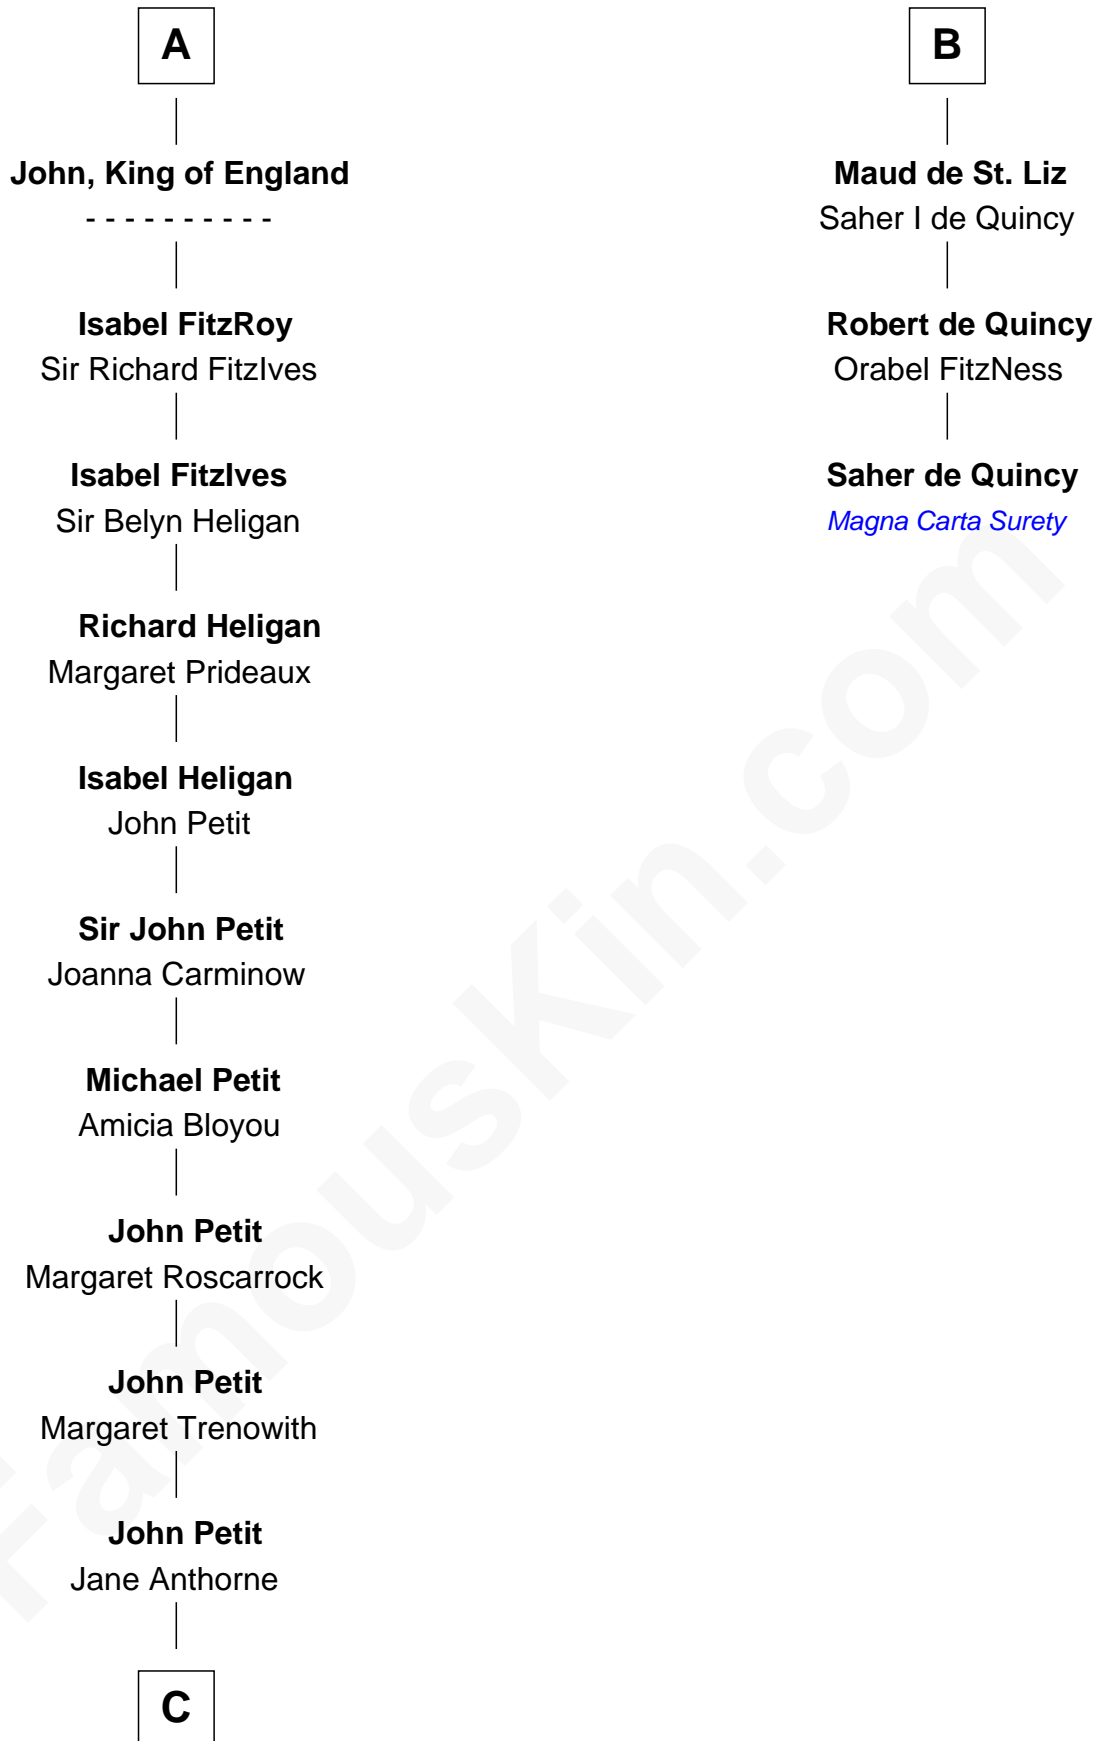 A
John, King of England
- - - - - - - - - -
Isabel FitzRoy
Sir Richard FitzIves
Isabel FitzIves
Sir Belyn Heligan
Richard Heligan
Margaret Prideaux
Isabel Heligan
John Petit
Sir John Petit
Joanna Carminow
Michael Petit
Amicia Bloyou
John Petit
Margaret Roscarrock
John Petit
Margaret Trenowith
John Petit
Jane Anthorne
C
B
Maud de St. Liz
Saher I de Quincy
Robert de Quincy
Orabel FitzNess
Saher de Quincy
Magna Carta Surety
FamousKin.com